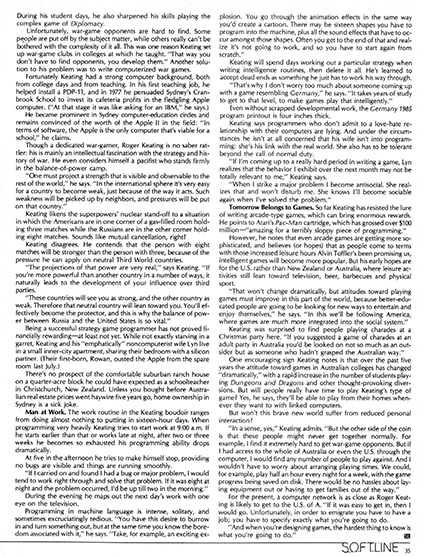 During his student days, he also sharpened his skills playing the
complex game of Diplomacy.
Unfortunately, war-game opponents are hard to find. Some
people are put off by the subject matter, while others really can't be
bothered with the complexity of it all. This was one reason Keating set
up war-game clubs in colleges at which he taught. "That way you
don't have to find opponents, you develop them." Another solu-
tion to his problem was to write computerized war games.
Fortunately Keating had a strong computer background, both
from college days and from teaching. In his first teaching job, he
helped install a PDP-11, and in 1977 he persuaded Sydney's Cran-
brook School to invest its cafeteria profits in the fledgling Apple
computer. ("At that stage it was like asking for an IBM," he says.)
He became prominent in Sydney computer-education circles and
remains convinced of the worth of the Apple II in the field: "In
terms of software, the Apple is the only computer that's viable for a
school," he claims.
Though a dedicated war-gamer, Roger Keating is no saber rat-
tler: his is mainly an intellectual fascination with the strategy and his-
tory of war. He even considers himself a pacifist who stands firmly
in the balance-of-power camp.
"One must project a strength that is visible and observable to the
rest of the world," he says. "In the international sphere it's very easy
for a country to become weak, just because of the way it acts. Such
weakness will be picked up by neighbors, and pressures will be put
on that country."
Keating likens the superpowers' nuclear stand-off to a situation
in which the Americans are in one corner of a gas-filled room hold-
ing three matches while the Russians are in the other corner hold-
ing eight matches. Sounds like mutual cancellation, right?
Keating disagrees. He contends that the person with eight
matches will be stronger than the person with three, because of the
pressure he can apply on neutral Third World countries.
"The projections of that power are very real," says Keating. "If
you're more powerful than another country in a number of ways, it
naturally leads to the development of your influence over third
parties.
"These countries will see you as strong, and the other country as
weak. Therefore that neutral country will lean toward you. You'll ef-
fectively become the protector, and this is why the balance of pow-
er between Russia and the United States is so vital."
Being a successful strategy game programmer has not proved fi-
nancially rewarding—at least not yet. While not exactly starving in a
garret, Keating and his "emphatically" noncomputerist wife Lyn live
in a small inner-city apartment, sharing their bedroom with a silicon
partner. (Their first-born, Rowan, ousted the Apple from the spare
room last July.)
There's no prospect of the comfortable suburban ranch house
on a quarter-acre block he could have expected as a schoolteacher
in Christchurch, New Zealand. Unless you bought before Austra-
lian real estate prices went haywire five years go, home ownership in
Sydney is a sick joke.
Man at Work. The work routine in the Keating boudoir ranges
from doing almost nothing to putting in sixteen-hour days. When
programming very heavily Keating tries to start work at 9:00 a.m. If
he starts earlier than that or works late at night, after two or three
weeks he becomes so exhausted his programming ability drops
dramatically.
At five in the afternoon he tries to make himself stop, providing
no bugs are visible and things are running smoothly.
"If I carried on and found I had a bug or major problem, I would
tend to work right through and solve that problem. If it was eight at
night and the problem occurred, I'd be up till two in the morning."
During the evening he maps out the next day's work with one
eye on the television.
Programming in machine language is intense, solitary, and
sometimes excruciatingly tedious. "You have this desire to burrow
in and turn something out, but at the same time you know the bore-
dom associated with it," he says. "Take, for example, an exciting ex-
plosion. You go through the animation effects in the same way
you'd create a cartoon. There may be sixteen shapes you have to
program into the machine, plus all the sound effects that have to oc-
cur amongst those shapes. Often you get to the end of that and real-
ize it's not going to work, and so you have to start again from
scratch."
Keating will spend days working out a particular strategy when
writing intelligence routines, then delete it all. He's learned to
accept dead ends as something he just has to work his way through.
"That's why I don't worry too much about someone coming up
with a game resembling Germany," he says. "It takes years of study
to get to that level, to make games play that intelligently."
Even without scrapped developmental work, the Germany 1985
program printout is four inches thick.
Keating says programmers who don't admit to a love-hate re-
lationship with their computers are lying. And under the circum-
stances he isn't at all concerned that his wife isn't into program-
ming; she's his link with the real world. She also has to be tolerant
beyond the call of normal duty.
"If I'm coming up to a really hard period in writing a game, Lyn
realizes that the behavior I exhibit over the next month may not be
totally relevant to me," Keating says.
"When I strike a major problem I become antisocial. She real-
izes that and won't disturb me. She knows I'll become sociable
again when I've solved the problem."
Tomorrow Belongs to Games. So far Keating has resisted the lure
of writing arcade-type games, which can bring enormous rewards.
He points to Atari's Pac-Man cartridge, which has grossed over $100
million—"amazing for a terribly sloppy piece of programming."
However, he notes that even arcade games are getting more so-
phisticated, and believes (or hopes) that as people come to terms
with those increased leisure hours Alvin Toffler's been promising us,
intelligent games will become more popular. But his early hopes are
for the U.S. rather than New Zealand or Australia, where leisure ac-
tivities still lean toward television, beer, barbecues and physical
sport.
"That won't change dramatically, but attitudes toward playing
games must improve in this part of the world, because better-edu-
cated people are going to be looking for new ways to entertain and
enjoy themselves," he says. "In this we'll be following America,
where games are much more integrated into the social system."
Keating was surprised to find people playing charades at a
Christmas party here. "If you suggested a game of charades at an
adult party in Australia you'd be looked on not so much as an out-
sider but as someone who hadn't grasped the Australian way."
One encouraging sign Keating notes is that over the past five
years the attitude toward games in Australian colleges has changed
"dramatically," with a rapid increase in the number of students play-
ing Dungeons and Dragons and other thought-provoking diver-
sions. But will people really have time to play Keating's type of
game? Yes, he says, they'll be able to play from their homes when-
ever they want to with linked computers.
But won't this brave new world suffer from reduced personal
interaction?
"In a sense, yes," Keating admits. "But the other side of the coin
is that these people might never get together normally. For
example, I find it extremely hard to get war-game opponents. But if
I had access to the whole of Australia or even the U.S. through the
computer, I would find any number of people to play against. And I
wouldn't have to worry about arranging playing times. We could,
for example, play half an hour every night for a week, with the game
progress being saved on disk. There would be no hassles about lay-
ing equipment out or having to get families out of the way."
For the present, a computer network is as close as Roger Keat-
ing is likely to get to the U.S. of A. "If it was easy to get in, then I
would go. Unfortunately, in order to emigrate you have to have a
job; you have to specify exactly what you're going to do.
"And when you're designing games, the hardest thing to know is
what you're going to do."
SOFTLINE 35